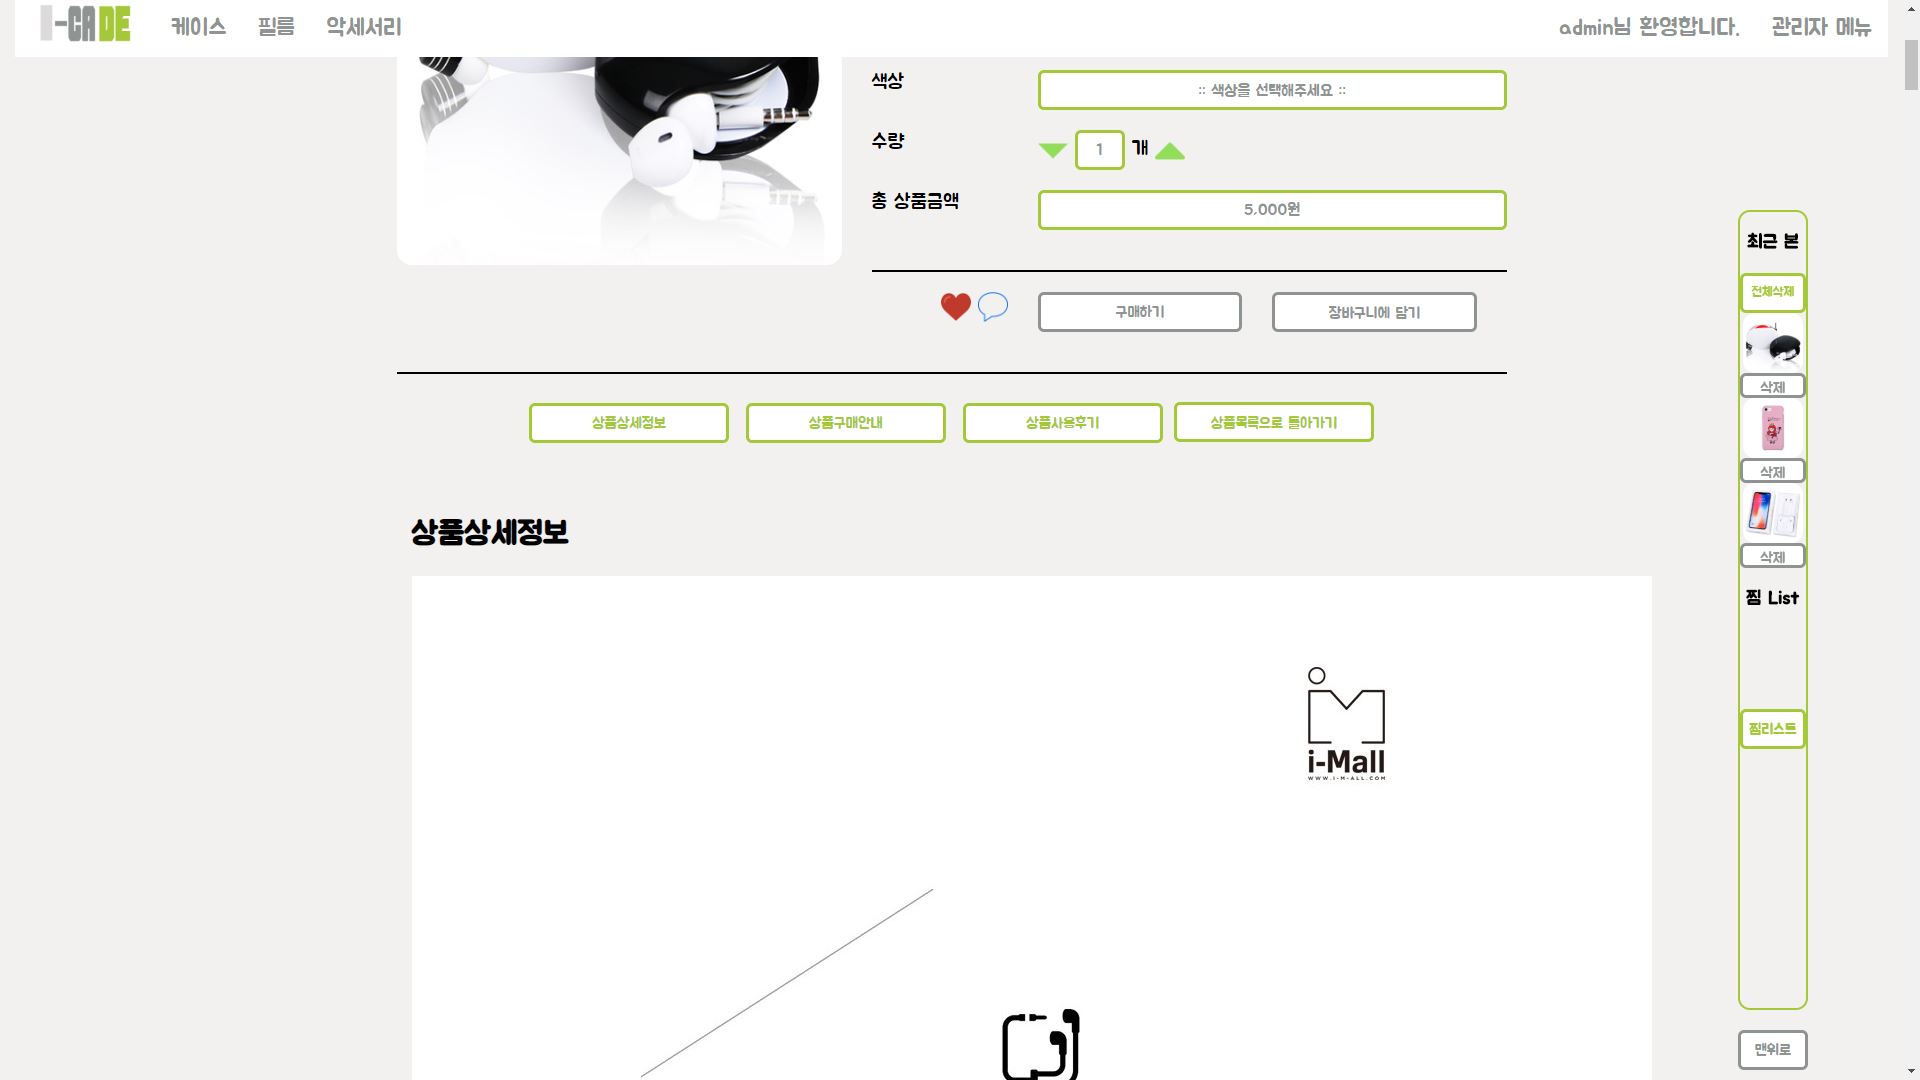 I-CADE 케이스 필름 악세서리 admin님 환영합니다. 관리자 메뉴
색상 :: 색상을 선택해주세요 ::
수량 1 개
총 상품금액 5,000원
구매하기 장바구니에 담기
상품상세정보 상품구매안내 상품사용후기 상품목록으로 돌아가기
상품상세정보
i-Mall
WWW.I-M-ALL.COM
최근 본
전체삭제
삭제
삭제
삭제
찜 List
찜리스트
맨위로